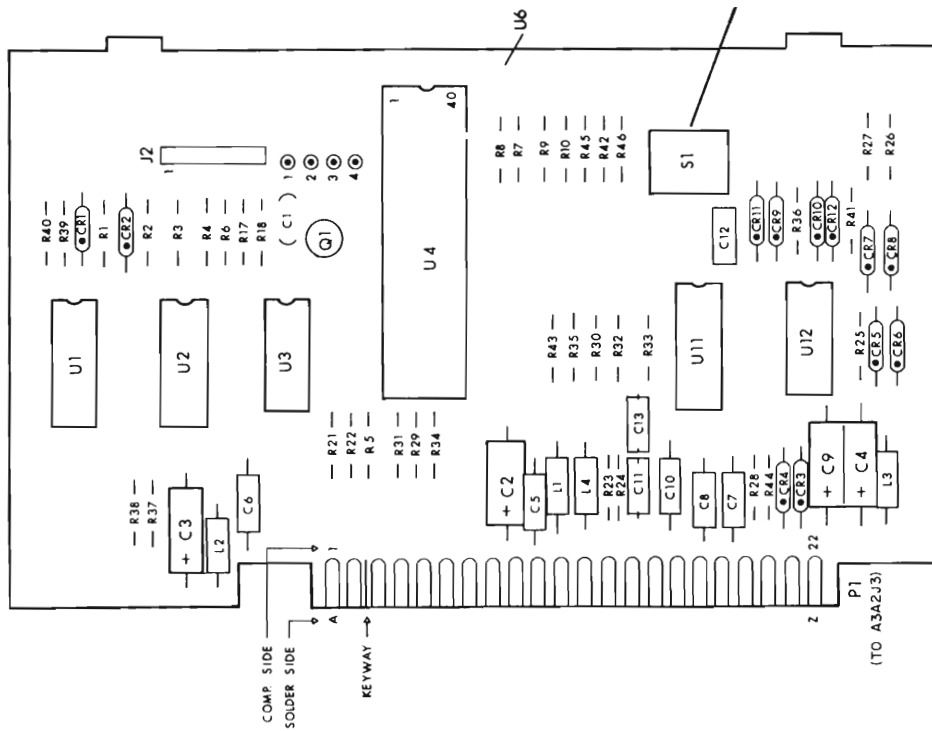 U6
J2
1
1
2
3
4
1
40
R40
R39
CR1
R1
CR2
R2
R3
R4
R6
R17
R18
C1
Q1
U4
R8
R7
R9
R10
R45
R42
R46
S1
R27
R26
C12
CR11
CR9
R36
CR10
CR12
R41
CR7
CR8
U1
U2
U3
R43
R35
R30
R32
R33
U11
U12
R25
CR5
CR6
R21
R22
R5
R31
R29
R34
R38
R37
+ C3
L2
C6
+ C2
C5
L1
L4
R23
R24
C13
C11
C10
C8
C7
R28
R44
CR4
CR3
+ C9
+ C4
L3
1
22
A
Z
P1
(TO A3A2J3)
COMP. SIDE
SOLDER SIDE
KEYWAY